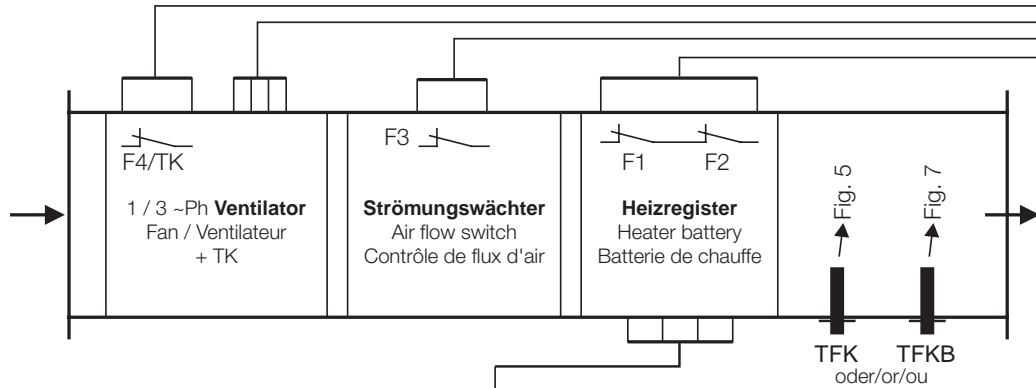 F4/TK
1 / 3 ~Ph Ventilator
Fan / Ventilateur
+ TK
F3
Strömungswächter
Air flow switch
Contrôle de flux d'air
F1
F2
Heizregister
Heater battery
Batterie de chauffe
Fig. 5
Fig. 7
TFK
TFKB
oder/or/ou